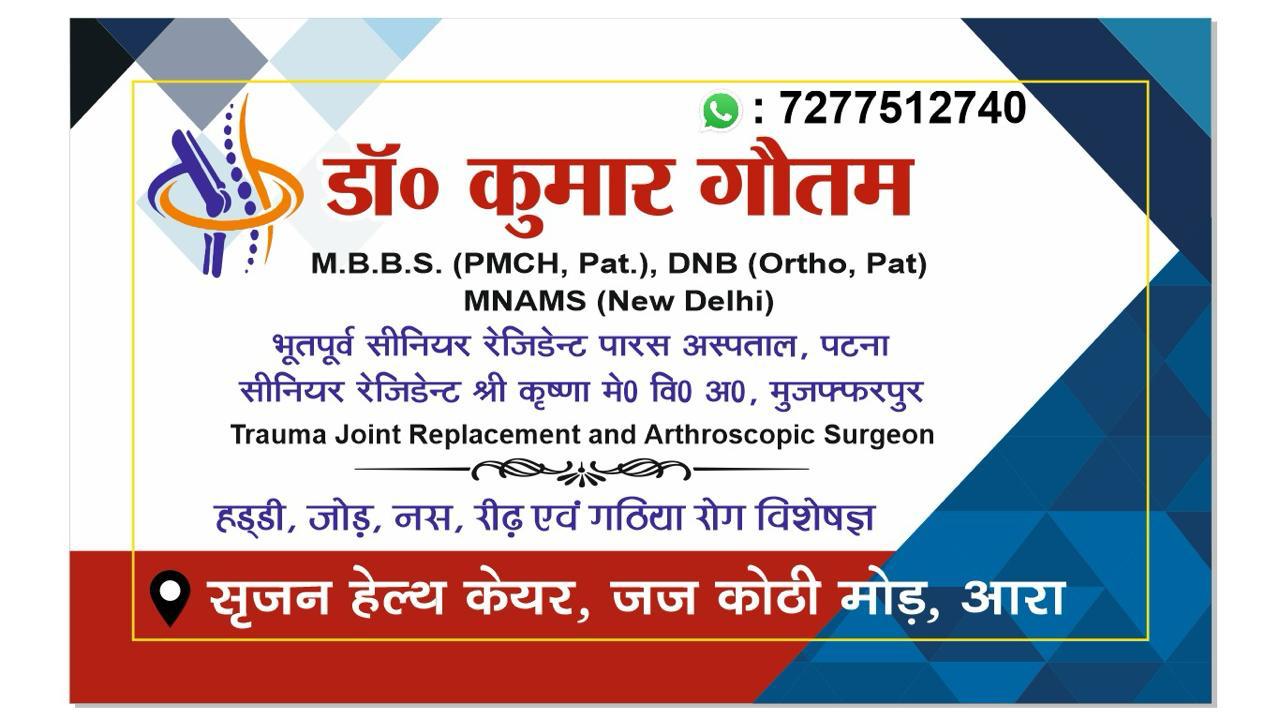 : 7277512740
डॉ० कुमार गौतम
M.B.B.S. (PMCH, Pat.), DNB (Ortho, Pat)
MNAMS (New Delhi)
भूतपूर्व सीनियर रेजिडेन्ट पारस अस्पताल, पटना
सीनियर रेजिडेन्ट श्री कृष्णा मे0 वि0 अ0, मुजफ्फरपुर
Trauma Joint Replacement and Arthroscopic Surgeon
हड्डी, जोड़, नस, रीढ़ एवं गठिया रोग विशेषज्ञ
सृजन हेल्थ केयर, जज कोठी मोड़, आरा